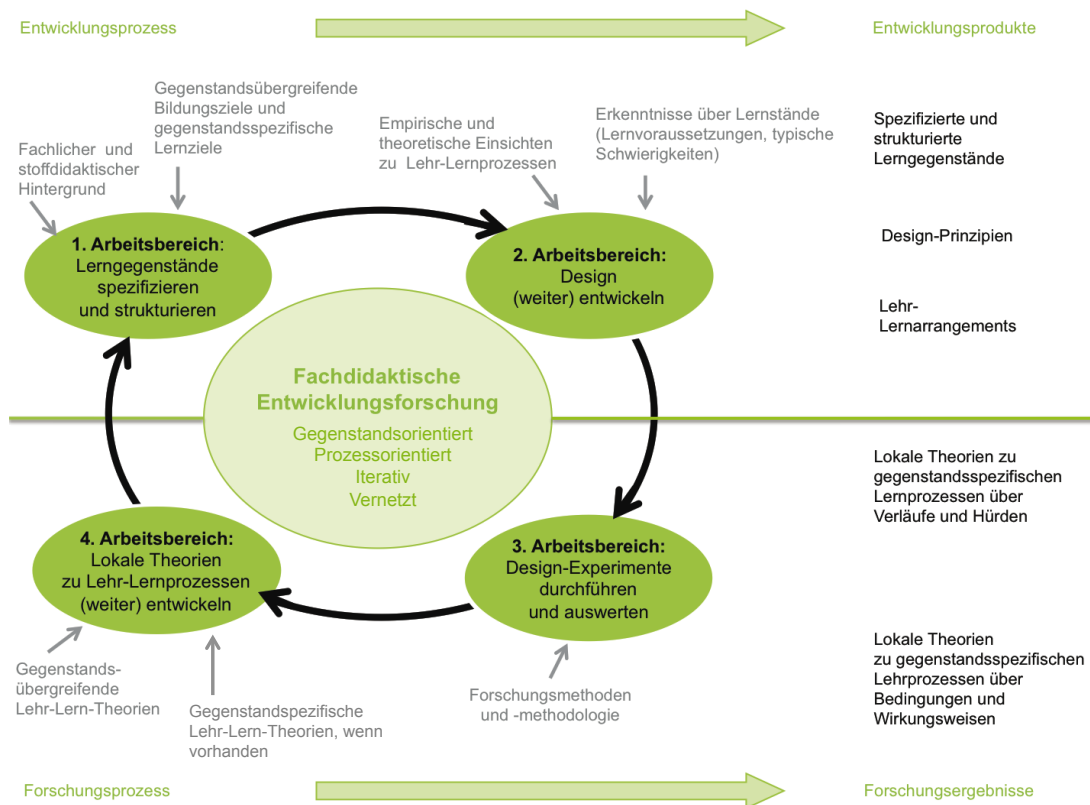 Entwicklungsprozess
Entwicklungsprodukte
Gegenstandsübergreifende
Bildungsziele und
gegenstandsspezifische
Lernziele
Fachlicher und
stoffdidaktischer
Hintergrund
Empirische und
theoretische Einsichten
zu Lehr-Lernprozessen
Erkenntnisse über Lernstände
(Lernvoraussetzungen, typische
Schwierigkeiten)
Spezifizierte und
strukturierte
Lerngegenstände
1. Arbeitsbereich:
Lerngegenstände
spezifizieren
und strukturieren
2. Arbeitsbereich:
Design
(weiter) entwickeln
Design-Prinzipien
Lehr-
Lernarrangements
Fachdidaktische
Entwicklungsforschung
Gegenstandsorientiert
Prozessorientiert
Iterativ
Vernetzt
Lokale Theorien zu
gegenstandsspezifischen
Lernprozessen über
Verläufe und Hürden
4. Arbeitsbereich:
Lokale Theorien
zu Lehr-Lernprozessen
(weiter) entwickeln
3. Arbeitsbereich:
Design-Experimente
durchführen
und auswerten
Gegenstands-
übergreifende
Lehr-Lern-Theorien
Gegenstandspezifische
Lehr-Lern-Theorien, wenn
vorhanden
Forschungsmethoden
und -methodologie
Lokale Theorien
zu gegenstandsspezifischen
Lehrprozessen über
Bedingungen und
Wirkungsweisen
Forschungsprozess
Forschungsergebnisse